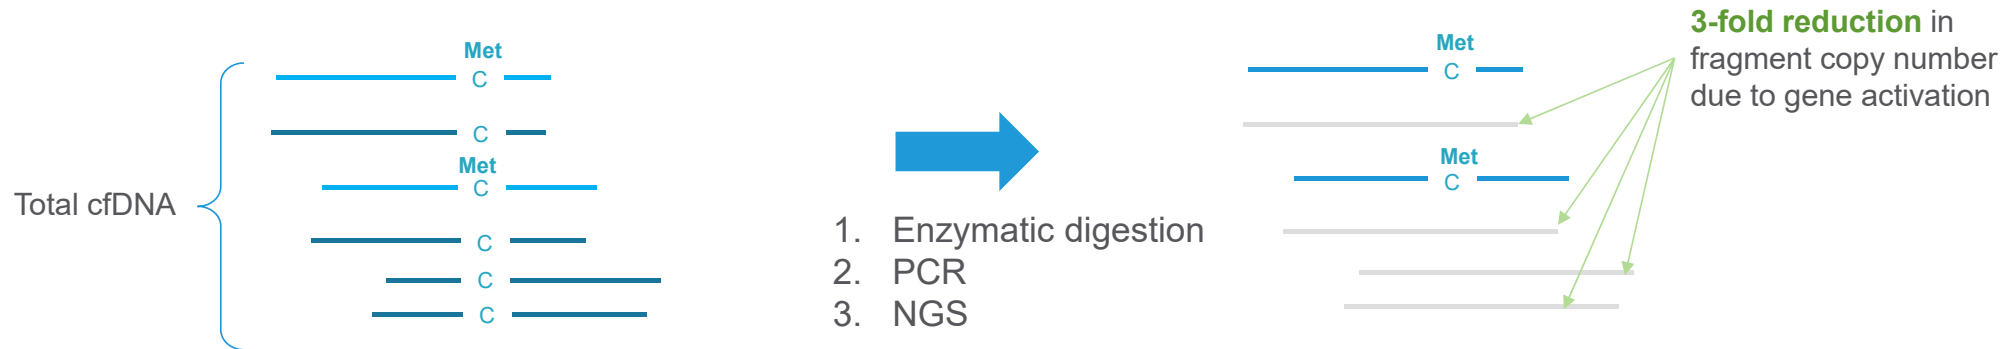 Met
C
C
Met
C
Total cfDNA
C
C
C
1. Enzymatic digestion
2. PCR
3. NGS
Met
C
Met
C
3-fold reduction in
fragment copy number
due to gene activation